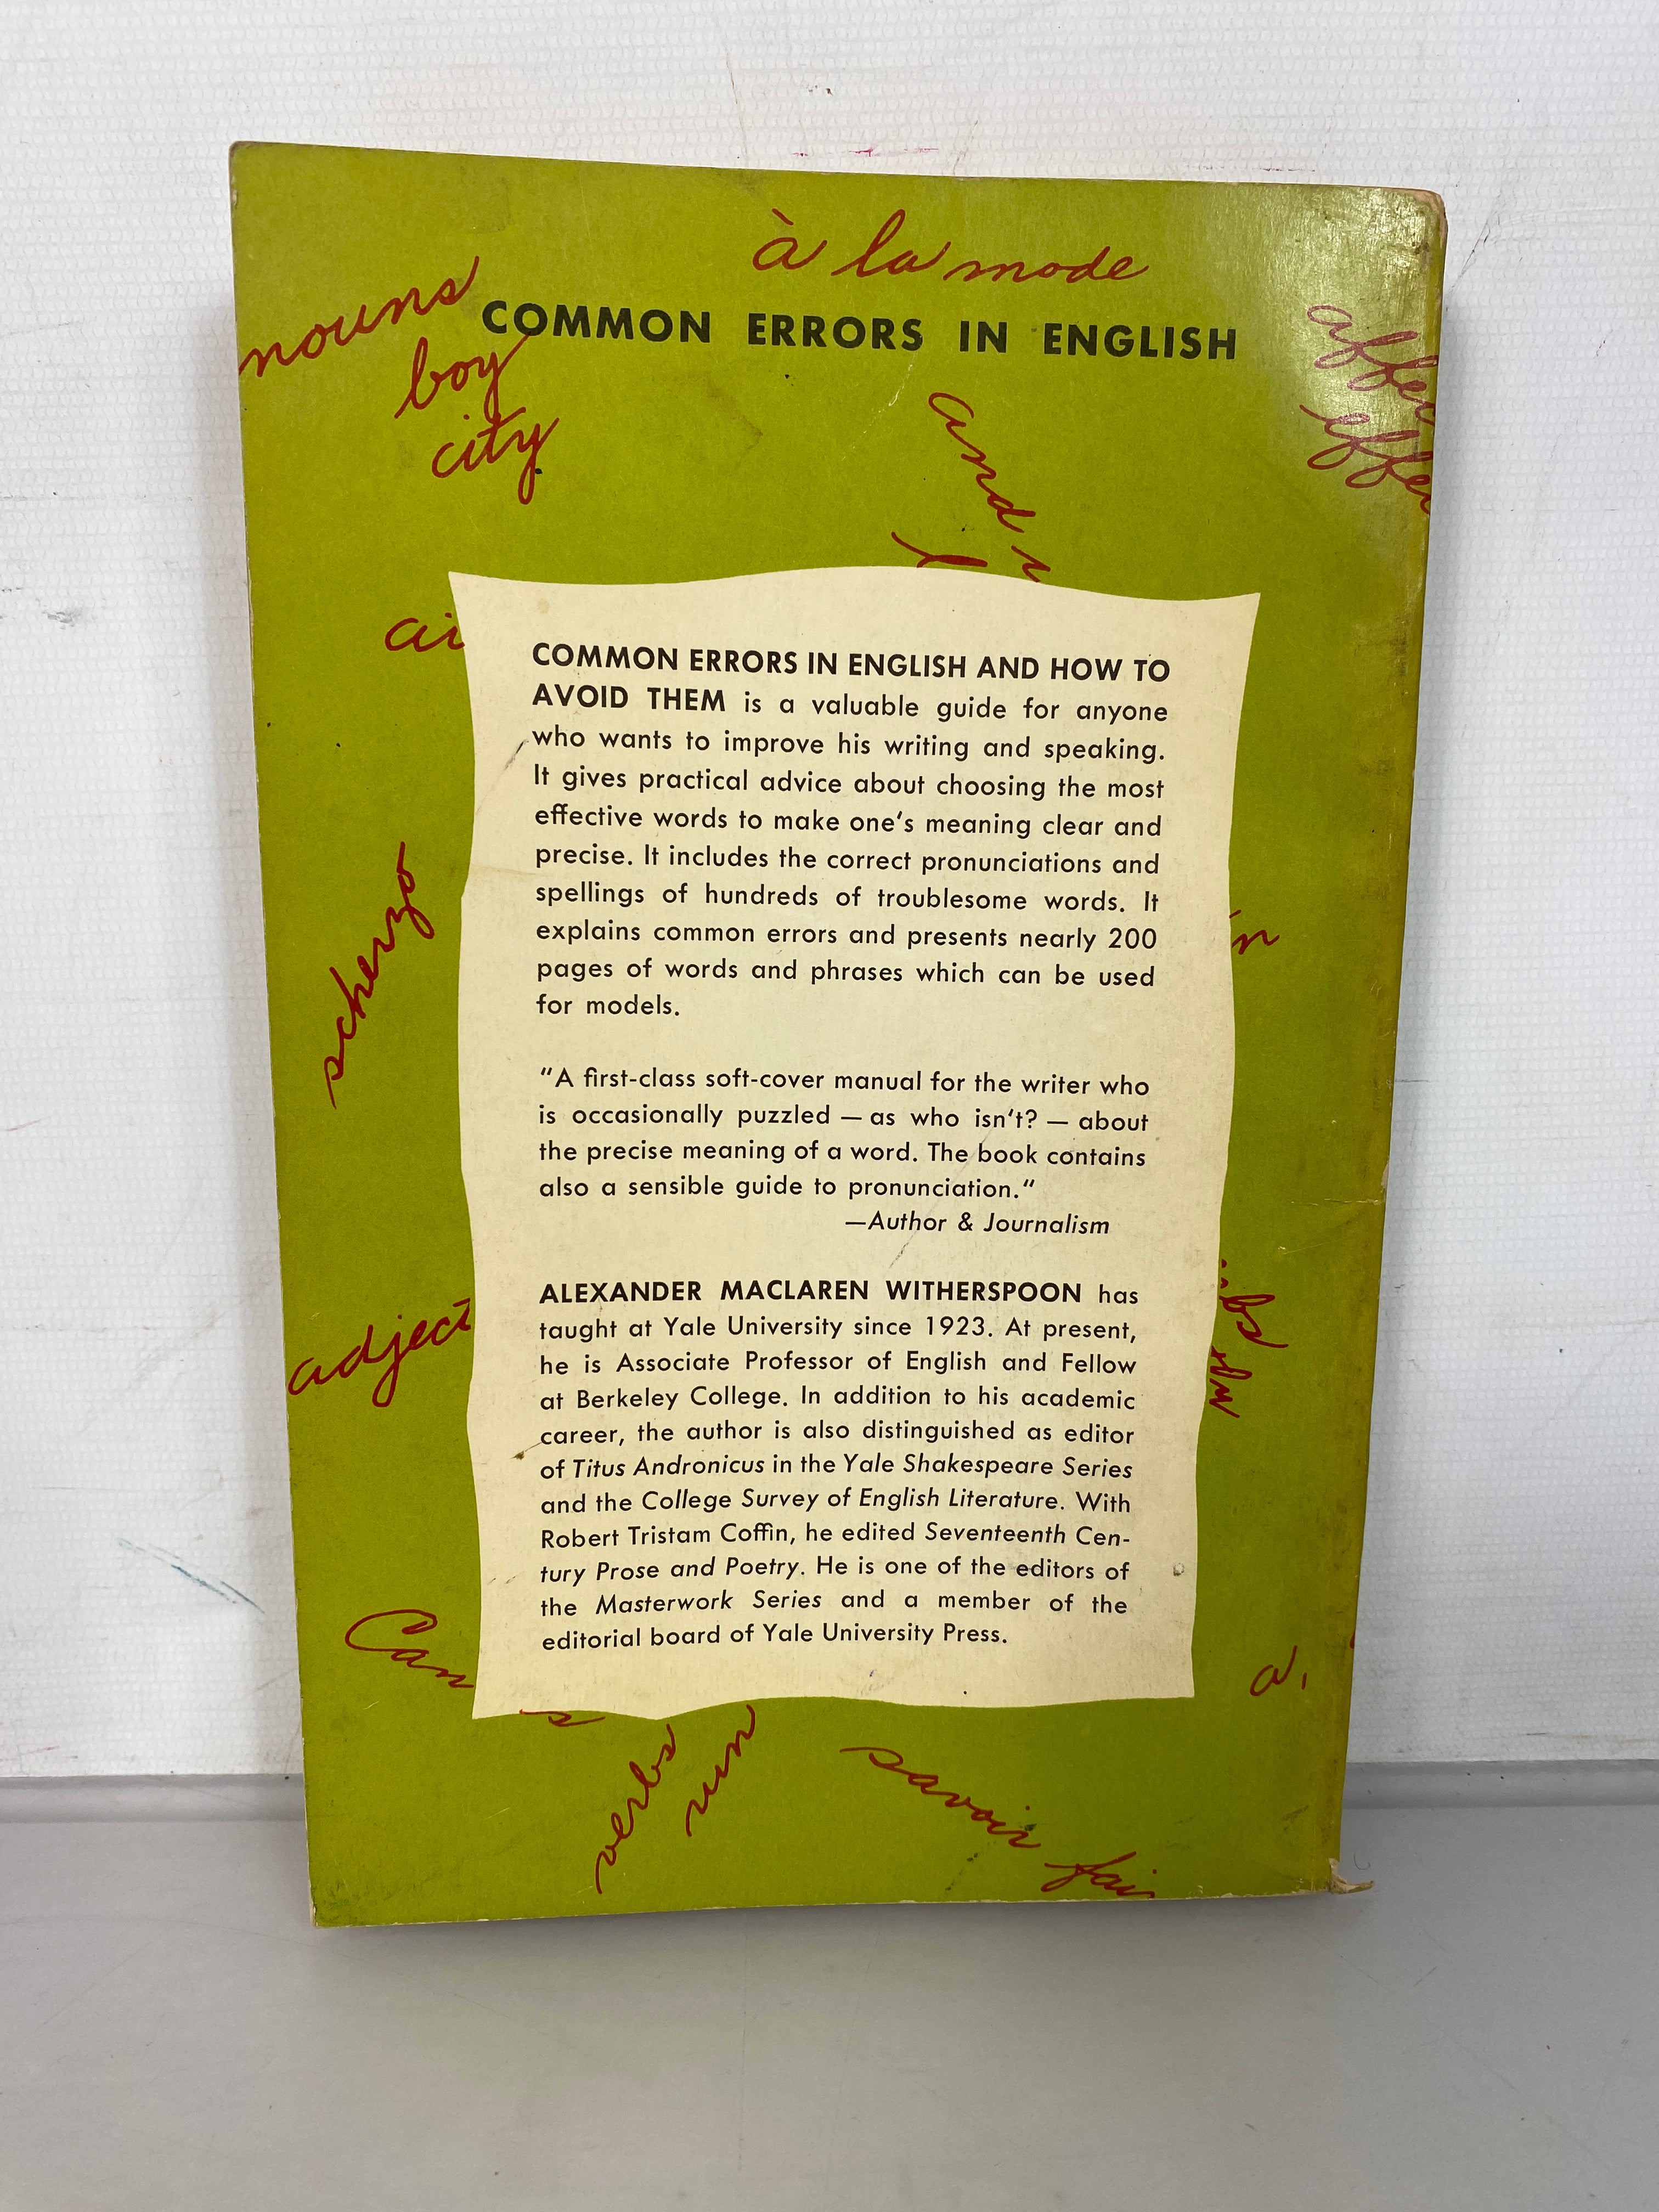 à la mode
nouns
COMMON ERRORS IN ENGLISH
boy
city
and
scherzo
COMMON ERRORS IN ENGLISH AND HOW TO
AVOID THEM is a valuable guide for anyone
who wants to improve his writing and speaking.
It gives practical advice about choosing the most
effective words to make one's meaning clear and
precise. It includes the correct pronunciations and
spellings of hundreds of troublesome words. It
explains common errors and presents nearly 200
pages of words and phrases which can be used
for models.
"A first-class soft-cover manual for the writer who
is occasionally puzzled — as who isn't? — about
the precise meaning of a word. The book contains
also a sensible guide to pronunciation."
—Author & Journalism
ALEXANDER MACLAREN WITHERSPOON has
taught at Yale University since 1923. At present,
he is Associate Professor of English and Fellow
at Berkeley College. In addition to his academic
career, the author is also distinguished as editor
of Titus Andronicus in the Yale Shakespeare Series
and the College Survey of English Literature. With
Robert Tristam Coffin, he edited Seventeenth Cen-
tury Prose and Poetry. He is one of the editors of
the Masterwork Series and a member of the
editorial board of Yale University Press.
adject
Can
verbs
run
savoir fai